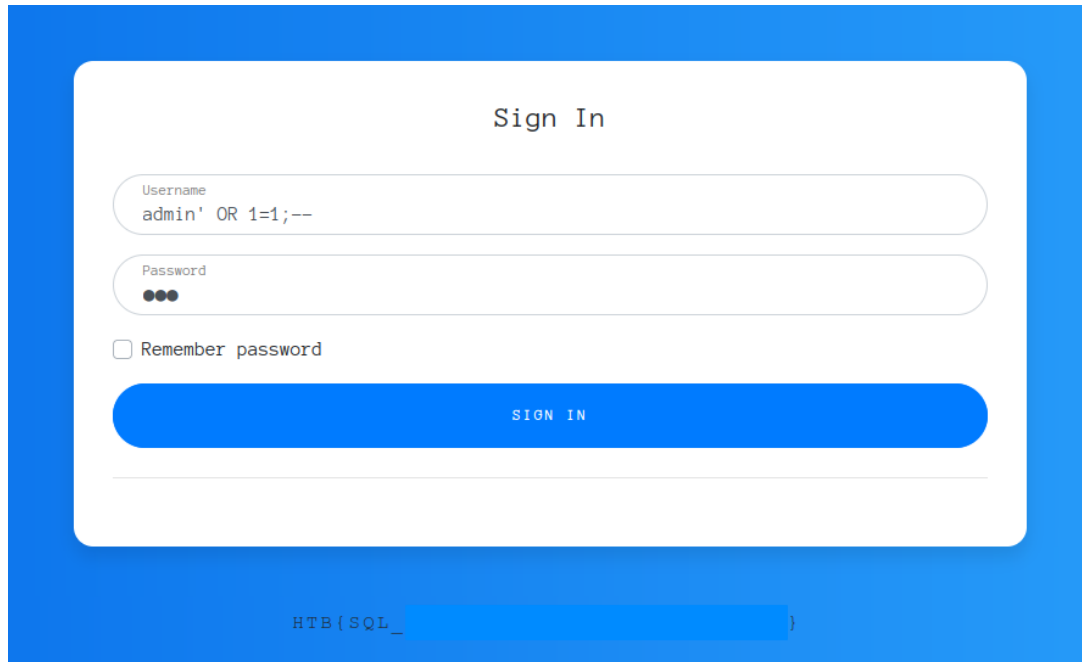 Sign In
Username
admin' OR 1=1;--
Password
Remember password
SIGN IN
HTB{SQL_ }